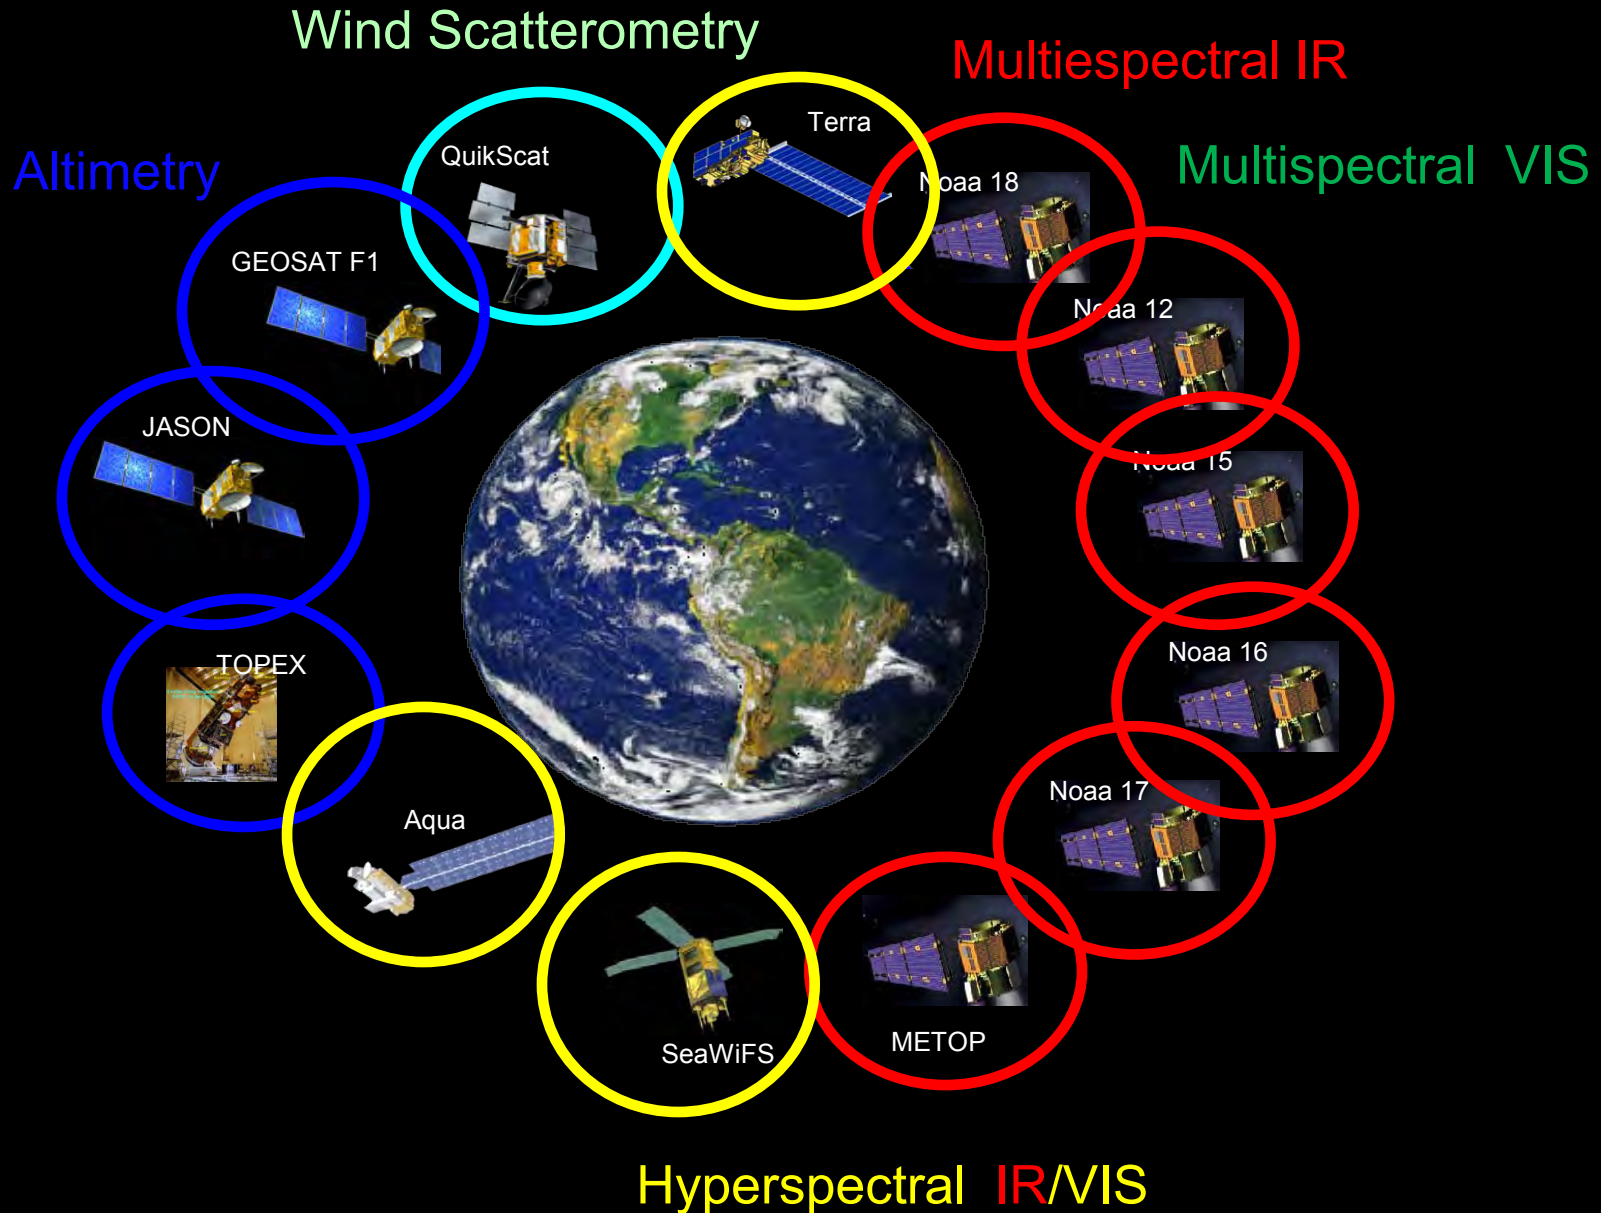 Wind Scatterometry
Multiespectral IR
Altimetry
Multispectral VIS
QuikScat
Terra
Noaa 18
GEOSAT F1
Noaa 12
JASON
Noaa 15
TOPEX
Noaa 16
Noaa 17
Aqua
SeaWiFS
METOP
Hyperspectral IR/VIS